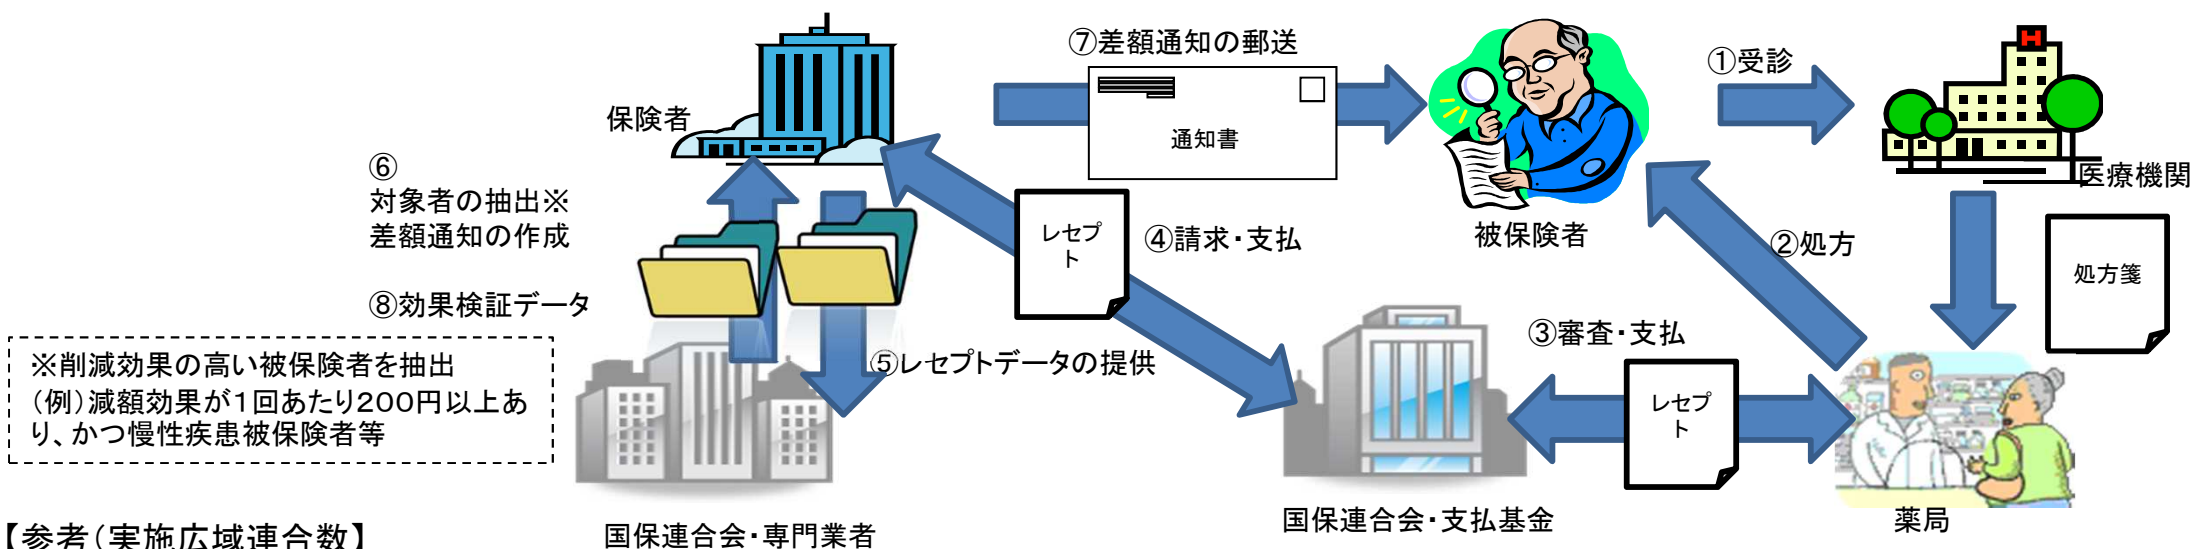 ⑦差額通知の郵送
①受診
保険者
通知書
医療機関
⑥
対象者の抽出※
差額通知の作成
レセプ
ト
④請求・支払
被保険者
②処方
処方箋
⑧効果検証データ
③審査・支払
※削減効果の高い被保険者を抽出
(例)減額効果が1回あたり200円以上あ
り、かつ慢性疾患被保険者等
⑤レセプトデータの提供
レセプ
ト
国保連合会・専門業者
国保連合会・支払基金
薬局
【参考(実施広域連合数】
H